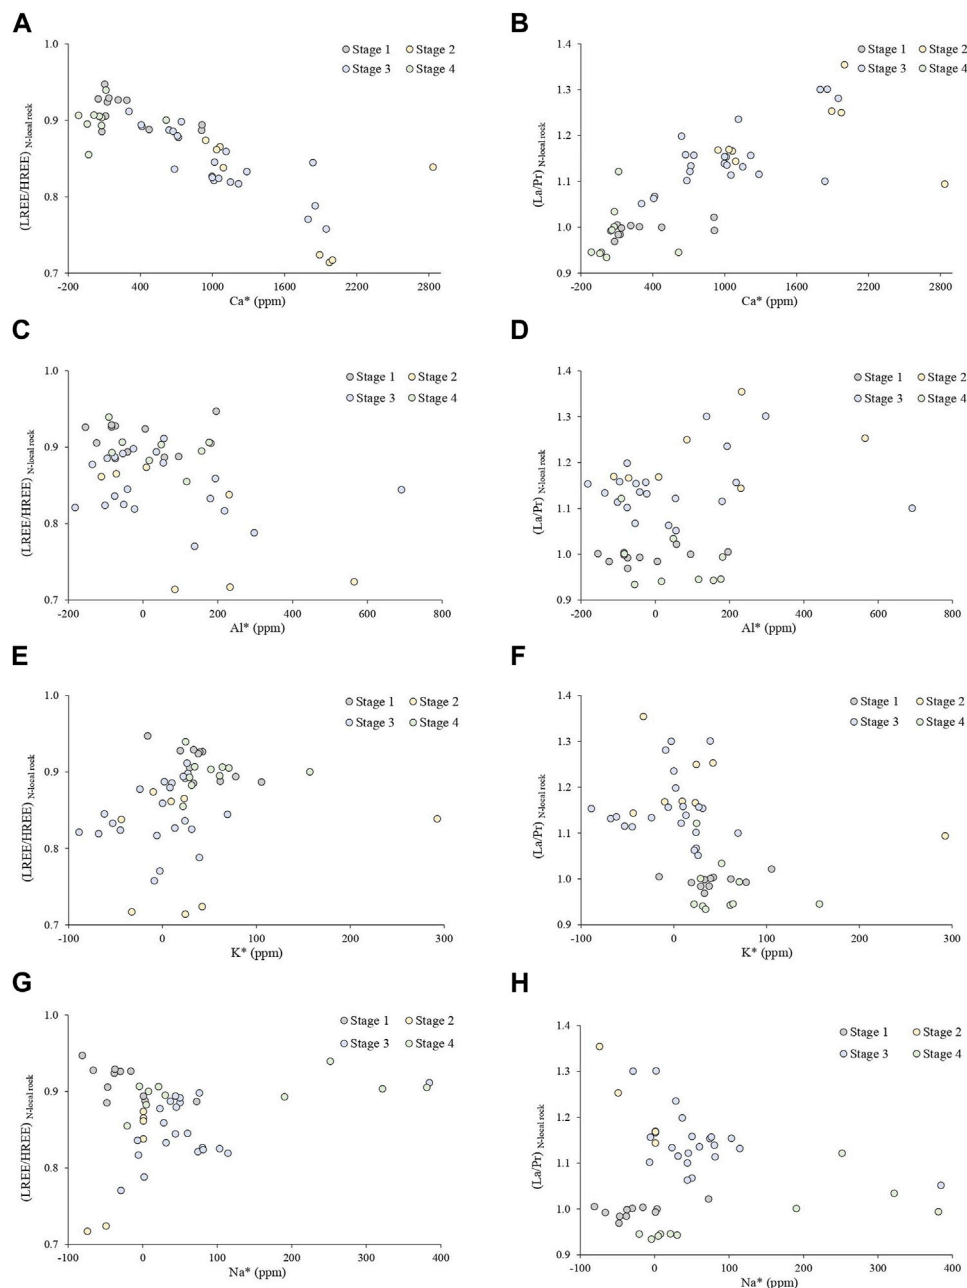 A
1.0
0.9
0.8
0.7
-200 400 1000 1600 2200 2800
Ca* (ppm)
(LREE/HREE) N-local rock
Stage 1 Stage 2
Stage 3 Stage 4
B
1.4
1.3
1.2
1.1
1.0
0.9
-200 400 1000 1600 2200 2800
Ca* (ppm)
(La/Pr) N-local rock
Stage 1 Stage 2
Stage 3 Stage 4
C
1.0
0.9
0.8
0.7
-200 0 200 400 600 800
Al* (ppm)
(LREE/HREE) N-local rock
Stage 1 Stage 2
Stage 3 Stage 4
D
1.4
1.3
1.2
1.1
1.0
0.9
-200 0 200 400 600 800
Al* (ppm)
(La/Pr) N-local rock
Stage 1 Stage 2
Stage 3 Stage 4
E
1.0
0.9
0.8
0.7
-100 0 100 200 300
K* (ppm)
(LREE/HREE) N-local rock
Stage 1 Stage 2
Stage 3 Stage 4
F
1.4
1.3
1.2
1.1
1.0
0.9
-100 0 100 200 300
K* (ppm)
(La/Pr) N-local rock
Stage 1 Stage 2
Stage 3 Stage 4
G
1.0
0.9
0.8
0.7
-100 0 100 200 300 400
Na* (ppm)
(LREE/HREE) N-local rock
Stage 1 Stage 2
Stage 3 Stage 4
H
1.4
1.3
1.2
1.1
1.0
0.9
-100 0 100 200 300 400
Na* (ppm)
(La/Pr) N-local rock
Stage 1 Stage 2
Stage 3 Stage 4